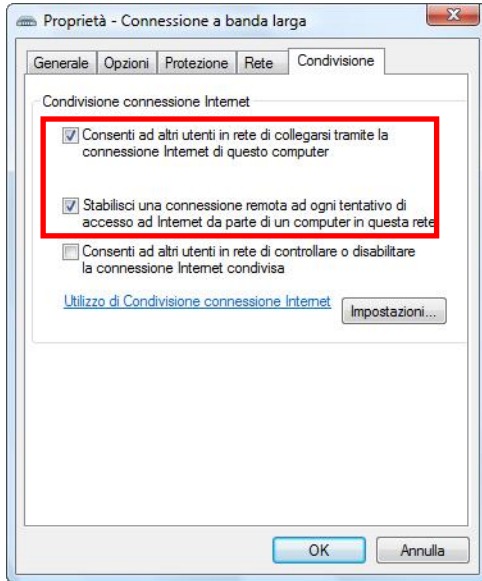 Proprietà - Connessione a banda larga
Generale Opzioni Protezione Rete Condivisione
Condivisione connessione Internet
Consenti ad altri utenti in rete di collegarsi tramite la
connessione Internet di questo computer
Stabilisci una connessione remota ad ogni tentativo di
accesso ad Internet da parte di un computer in questa rete
Consenti ad altri utenti in rete di controllare o disabilitare
la connessione Internet condivisa
Utilizzo di Condivisione connessione Internet
Impostazioni...
OK Annulla